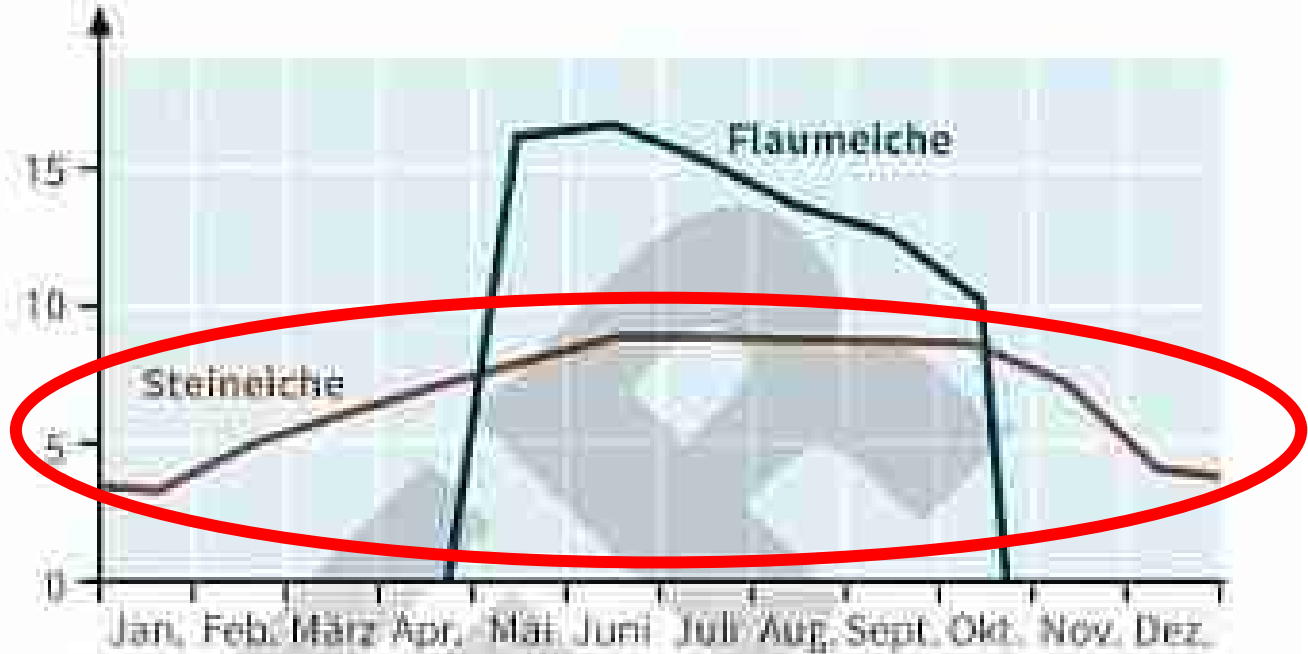 Flaumeiche
15
10
Steineiche
5
0
Jan. Feb. März Apr. Mai Juni Juli Aug. Sept. Okt. Nov. Dez.